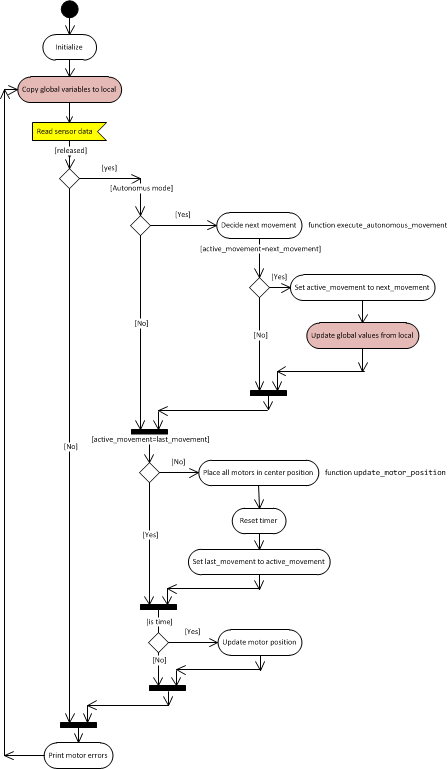 Initialize
Copy global variables to local
Read sensor data
[released]
[yes]
[Autonomus mode]
[Yes]
Decide next movement
function execute_autonomous_movement
[active_movement=next_movement]
[Yes]
Set active_movement to next_movement
[No]
[No]
Update global values from local
[active_movement=last_movement]
[No]
[No]
Place all motors in center position
function update_motor_position
Reset timer
[Yes]
Set last_movement to active_movement
[is time]
[Yes]
Update motor position
[No]
Print motor errors